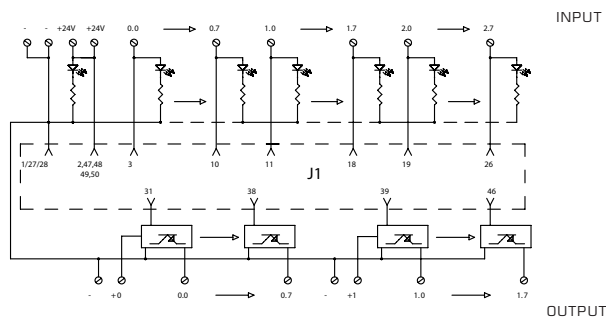 INPUT
- - +24V +24V 0.0 0.7 1.0 1.7 2.0 2.7
1/27/28 2,47,48 3 10 11 18 19 26
49,50
J1
31 38 39 46
- +0 0.0 0.7 - +1 1.0 1.7
OUTPUT